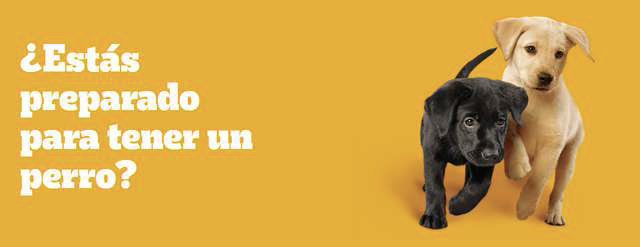 ¿Estás
preparado
para tener un
perro?